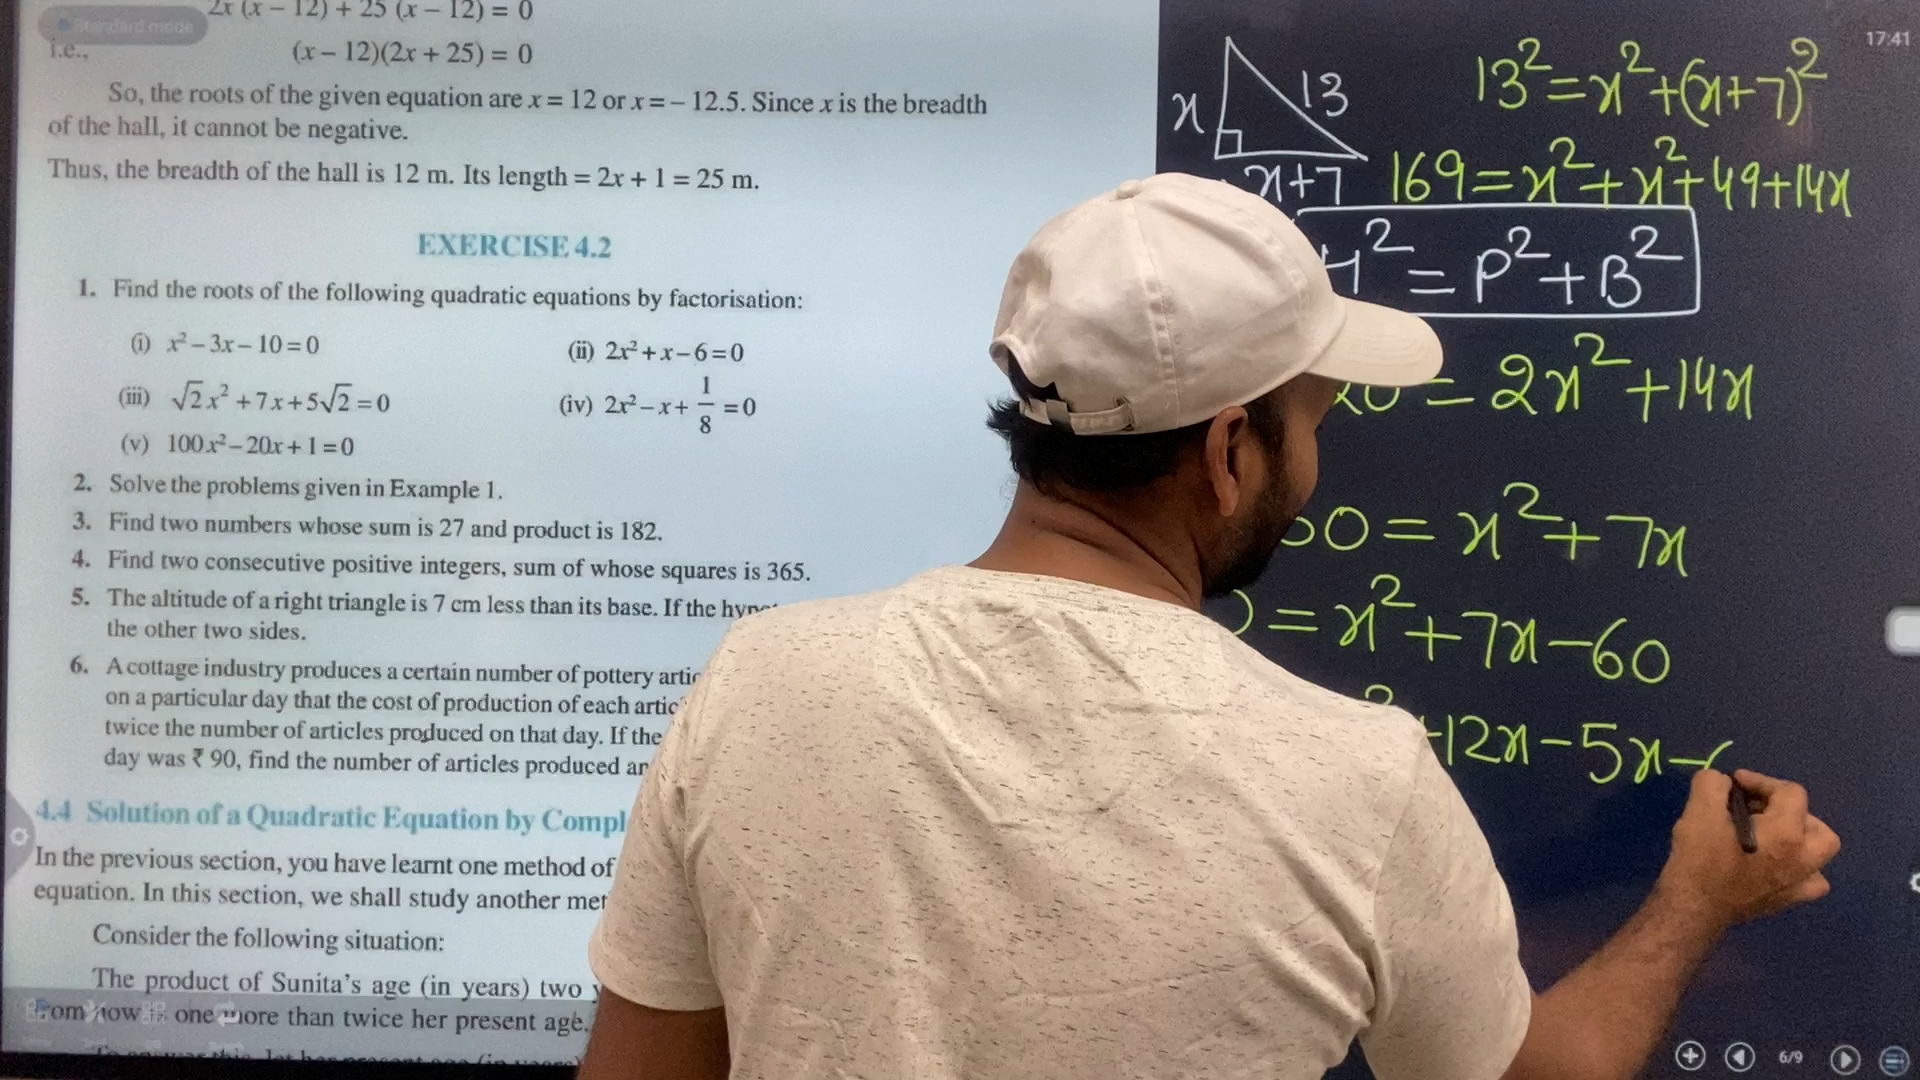 2x (x – 12) + 25 (x – 12) = 0
Standard mode
i.e., (x – 12)(2x + 25) = 0
So, the roots of the given equation are x = 12 or x = – 12.5. Since x is the breadth
of the hall, it cannot be negative.
Thus, the breadth of the hall is 12 m. Its length = 2x + 1 = 25 m.
EXERCISE 4.2
1. Find the roots of the following quadratic equations by factorisation:
(i) x² – 3x – 10 = 0 (ii) 2x² + x – 6 = 0
(iii) √2 x² + 7x + 5√2 = 0 (iv) 2x² – x + 1/8 = 0
(v) 100 x² – 20x + 1 = 0
2. Solve the problems given in Example 1.
3. Find two numbers whose sum is 27 and product is 182.
4. Find two consecutive positive integers, sum of whose squares is 365.
5. The altitude of a right triangle is 7 cm less than its base. If the
the other two sides.
6. A cottage industry produces a certain number of pottery
on a particular day that the cost of production of each
twice the number of articles produced on that day. If the
day was ₹ 90, find the number of articles produced
4.4 Solution of a Quadratic Equation by
In the previous section, you have learnt one method of
equation. In this section, we shall study another
Consider the following situation:
The product of Sunita's age (in years) two
from now one more than twice her present age.
17:41
x 13
x+7
13² = x² + (x+7)²
169 = x² + x² + 49 + 14x
H² = P² + B²
= 2x² + 14x
60 = x² + 7x
0 = x² + 7x – 60
+12x – 5x –
6/9